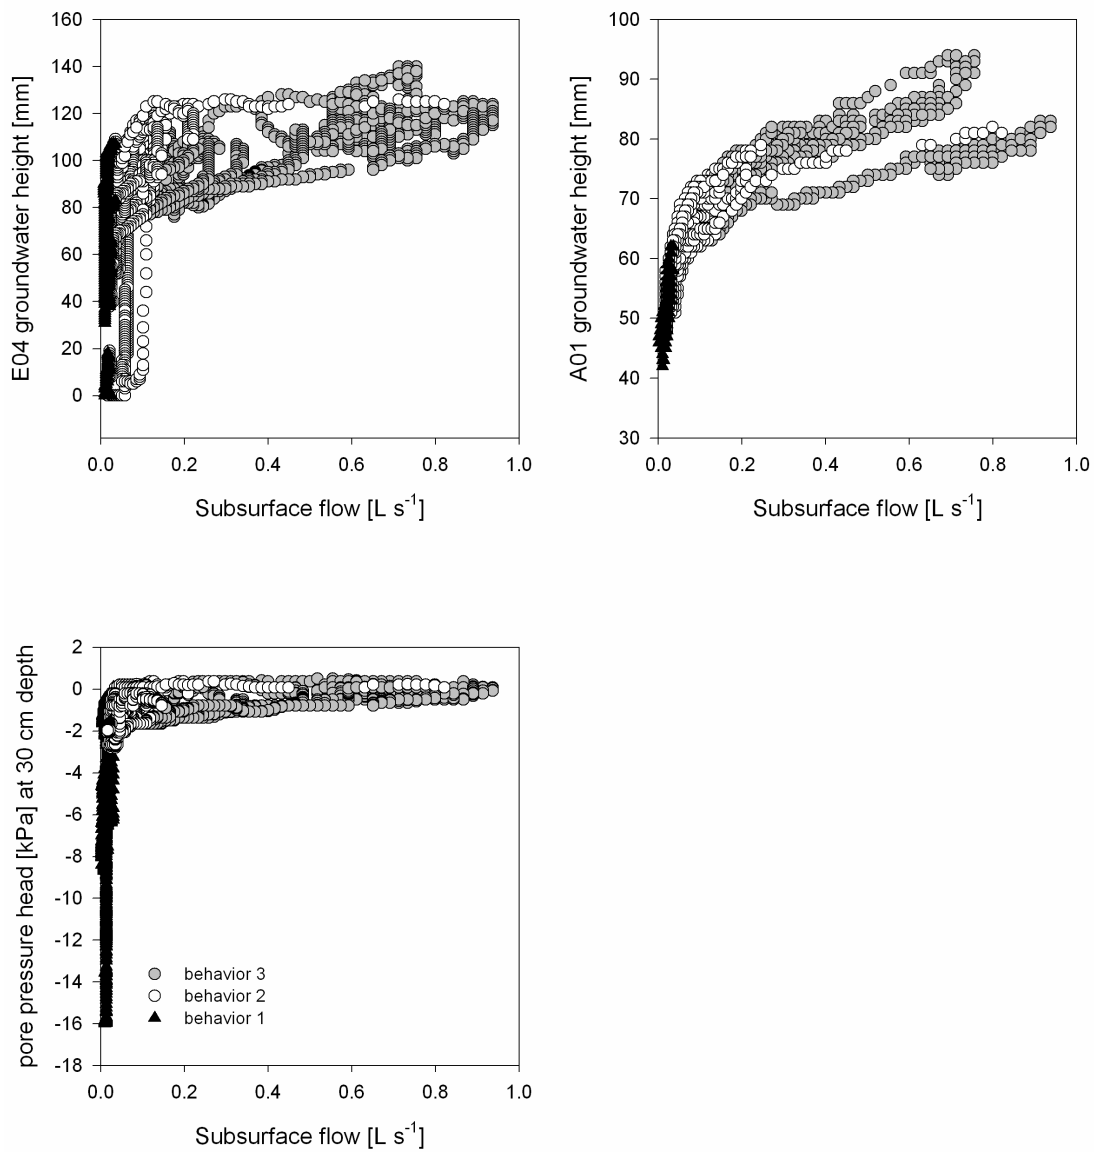 160
140
120
100
80
60
40
20
0
E04 groundwater height [mm]
0.0 0.2 0.4 0.6 0.8 1.0
Subsurface flow [L s⁻¹]
100
90
80
70
60
50
40
30
A01 groundwater height [mm]
0.0 0.2 0.4 0.6 0.8 1.0
Subsurface flow [L s⁻¹]
2
0
-2
-4
-6
-8
-10
-12
-14
-16
-18
pore pressure head [kPa] at 30 cm depth
behavior 3
behavior 2
behavior 1
0.0 0.2 0.4 0.6 0.8 1.0
Subsurface flow [L s⁻¹]